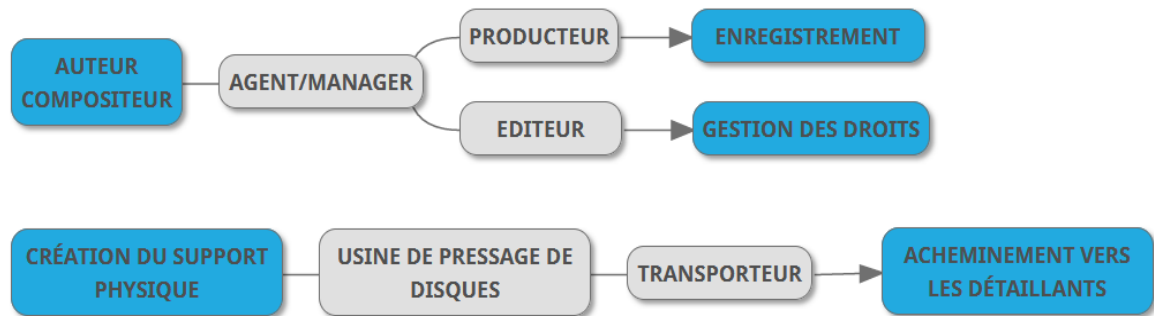 AUTEUR
COMPOSITEUR
AGENT/MANAGER
PRODUCTEUR
ENREGISTREMENT
EDITEUR
GESTION DES DROITS
CRÉATION DU SUPPORT
PHYSIQUE
USINE DE PRESSAGE DE
DISQUES
TRANSPORTEUR
ACHEMINEMENT VERS
LES DÉTAILLANTS